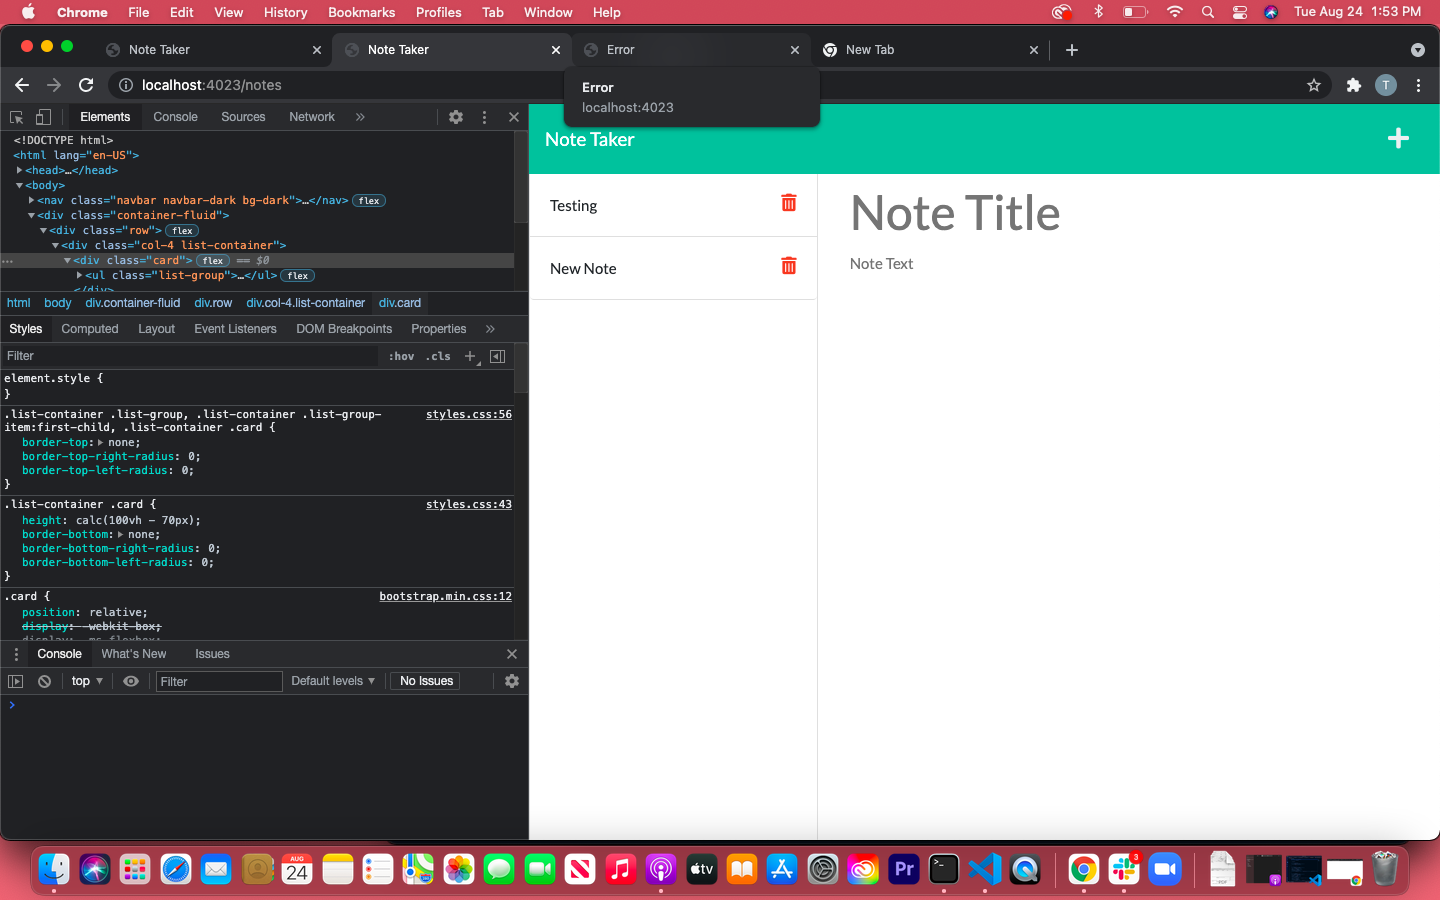 Chrome File Edit View History Bookmarks Profiles Tab Window Help Tue Aug 24 1:53 PM
Note Taker Note Taker Error New Tab
localhost:4023/notes T
Error
localhost:4023
Elements Console Sources Network »
<!DOCTYPE html>
<html lang="en-US">
<head>…</head>
<body>
<nav class="navbar navbar-dark bg-dark">…</nav> flex
<div class="container-fluid">
<div class="row"> flex
<div class="col-4 list-container">
… <div class="card"> flex == $0
<ul class="list-group">…</ul> flex
</div>
html body div.container-fluid div.row div.col-4.list-container div.card
Styles Computed Layout Event Listeners DOM Breakpoints Properties »
Filter :hov .cls +
element.style {
}
.list-container .list-group, .list-container .list-group- styles.css:56
item:first-child, .list-container .card {
border-top: none;
border-top-right-radius: 0;
border-top-left-radius: 0;
}
.list-container .card { styles.css:43
height: calc(100vh - 70px);
border-bottom: none;
border-bottom-right-radius: 0;
border-bottom-left-radius: 0;
}
.card { bootstrap.min.css:12
position: relative;
display: -webkit-box;
display: -ms-flexbox;
Console What's New Issues
top Filter Default levels No Issues
Note Taker
Testing
New Note
Note Title
Note Text
AUG
24
tv
Pr
3